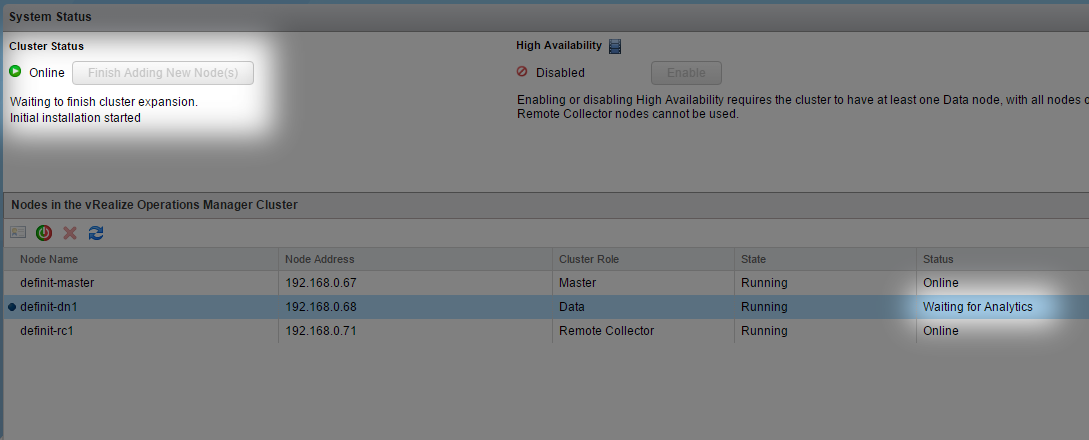 System Status
Cluster Status
Online Finish Adding New Node(s)
Waiting to finish cluster expansion.
Initial installation started
High Availability
Disabled Enable
Enabling or disabling High Availability requires the cluster to have at least one Data node, with all nodes
Remote Collector nodes cannot be used.
Nodes in the vRealize Operations Manager Cluster
Node Name Node Address Cluster Role State Status
definit-master 192.168.0.67 Master Running Online
definit-dn1 192.168.0.68 Data Running Waiting for Analytics
definit-rc1 192.168.0.71 Remote Collector Running Online